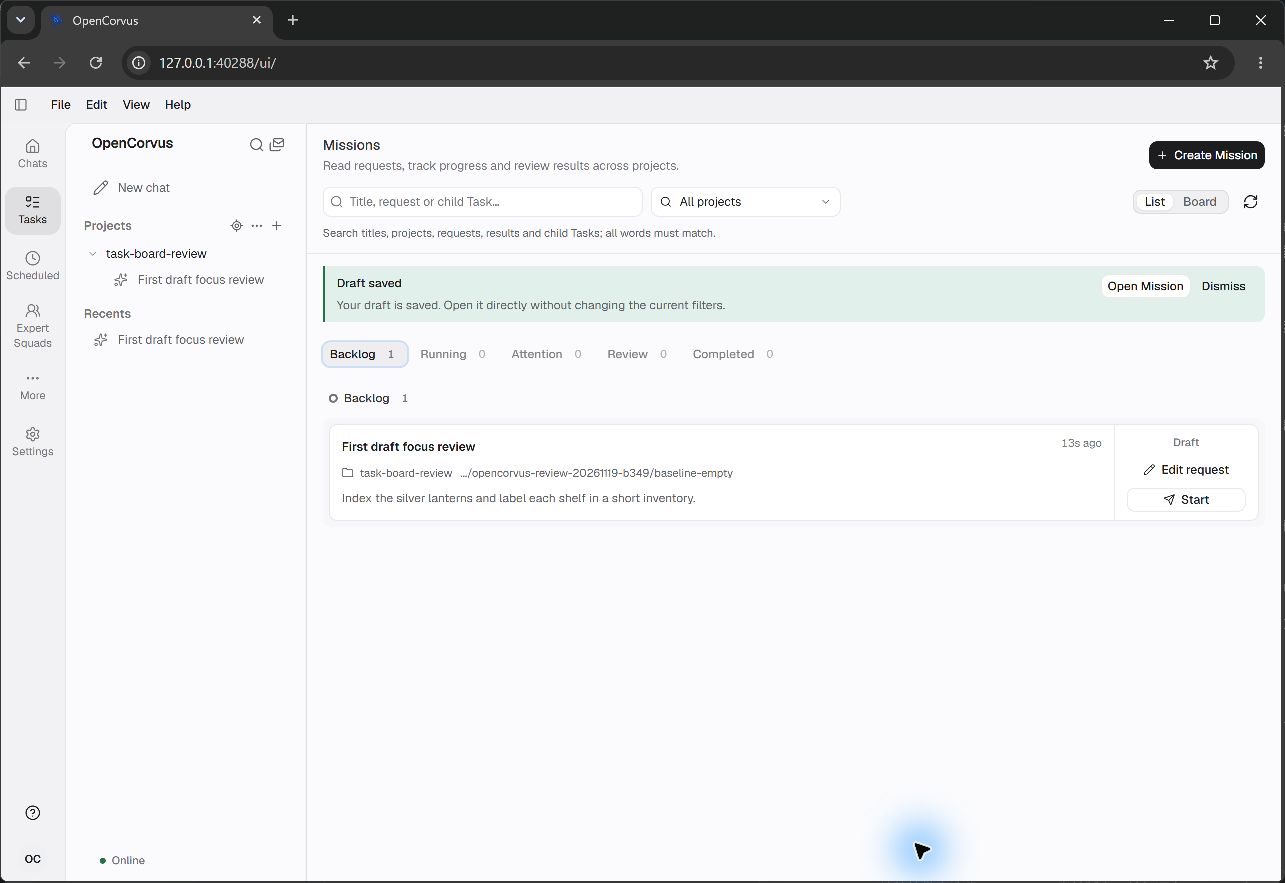 OpenCorvus
127.0.0.1:40288/ui/
File Edit View Help
Chats
Tasks
Scheduled
Expert
Squads
More
Settings
OC
OpenCorvus
New chat
Projects
task-board-review
First draft focus review
Recents
First draft focus review
Online
Missions
Read requests, track progress and review results across projects.
Create Mission
Title, request or child Task...
All projects
List Board
Search titles, projects, requests, results and child Tasks; all words must match.
Draft saved
Your draft is saved. Open it directly without changing the current filters.
Open Mission Dismiss
Backlog 1 Running 0 Attention 0 Review 0 Completed 0
Backlog 1
First draft focus review 13s ago
task-board-review .../opencorvus-review-20261119-b349/baseline-empty
Index the silver lanterns and label each shelf in a short inventory.
Draft
Edit request
Start